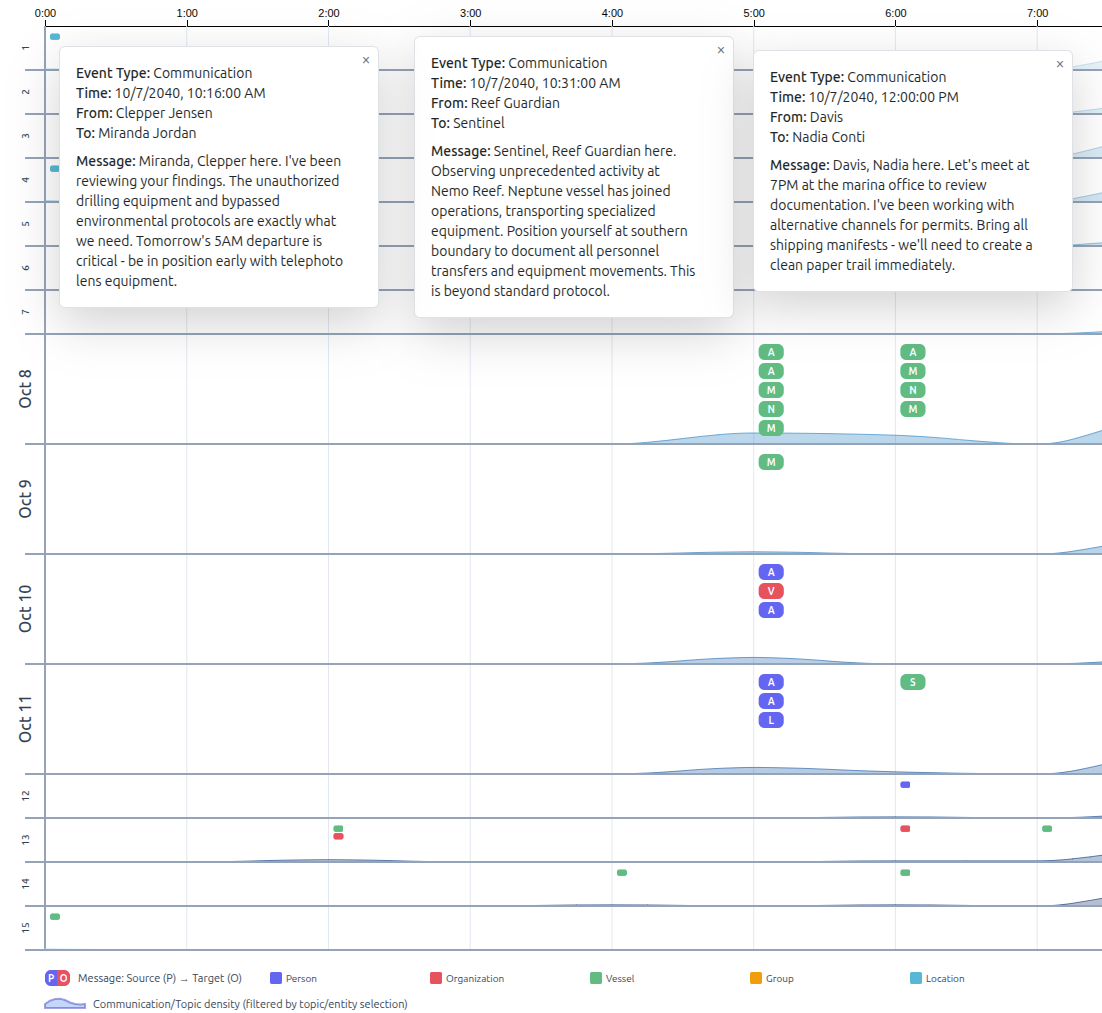 0:00 1:00 2:00 3:00 4:00 5:00 6:00 7:00
1
2
3
4
5
6
7
×
Event Type: Communication
Time: 10/7/2040, 10:16:00 AM
From: Clepper Jensen
To: Miranda Jordan
Message: Miranda, Clepper here. I've been
reviewing your findings. The unauthorized
drilling equipment and bypassed
environmental protocols are exactly what
we need. Tomorrow's 5AM departure is
critical - be in position early with telephoto
lens equipment.
×
Event Type: Communication
Time: 10/7/2040, 10:31:00 AM
From: Reef Guardian
To: Sentinel
Message: Sentinel, Reef Guardian here.
Observing unprecedented activity at
Nemo Reef. Neptune vessel has joined
operations, transporting specialized
equipment. Position yourself at southern
boundary to document all personnel
transfers and equipment movements. This
is beyond standard protocol.
×
Event Type: Communication
Time: 10/7/2040, 12:00:00 PM
From: Davis
To: Nadia Conti
Message: Davis, Nadia here. Let's meet at
7PM at the marina office to review
documentation. I've been working with
alternative channels for permits. Bring all
shipping manifests - we'll need to create a
clean paper trail immediately.
Oct 8
A A
A M
M N
N M
M
Oct 9
M
Oct 10
A
V
A
Oct 11
A S
A
L
12
13
14
15
P O Message: Source (P) → Target (O) Person Organization Vessel Group Location
Communication/Topic density (filtered by topic/entity selection)